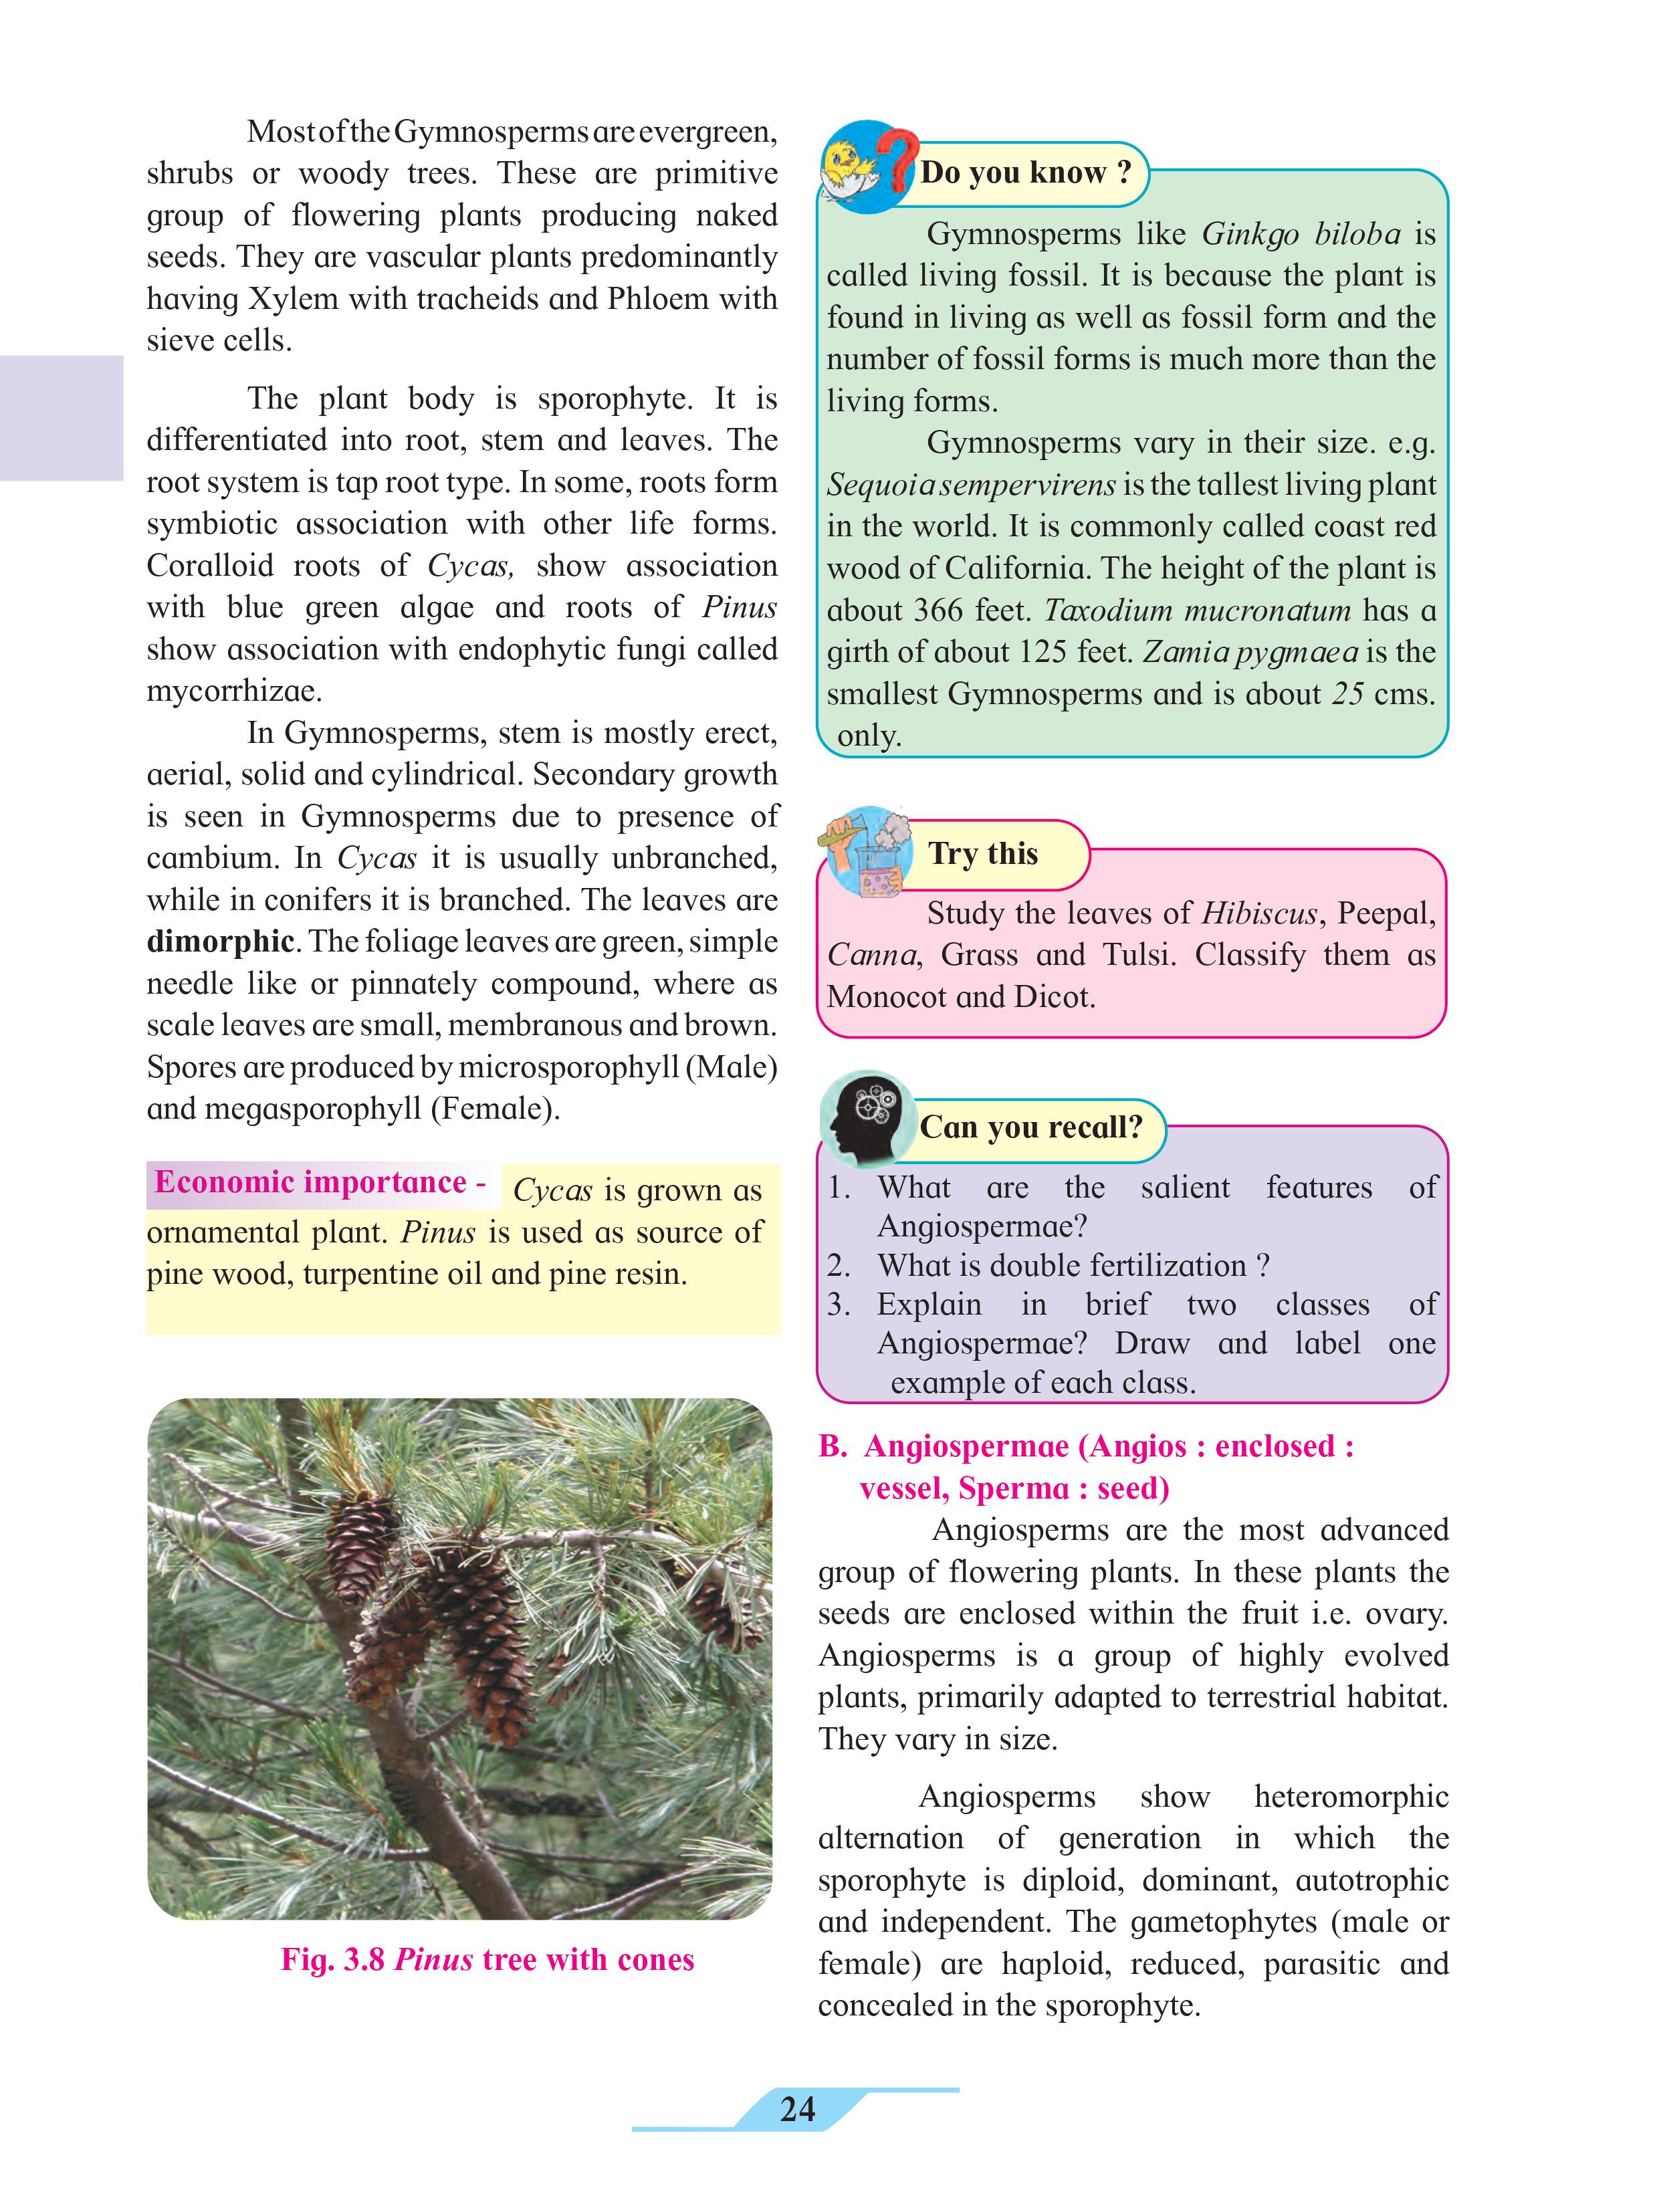 Most of the Gymnosperms are evergreen,
shrubs or woody trees. These are primitive
group of flowering plants producing naked
seeds. They are vascular plants predominantly
having Xylem with tracheids and Phloem with
sieve cells.
The plant body is sporophyte. It is
differentiated into root, stem and leaves. The
root system is tap root type. In some, roots form
symbiotic association with other life forms.
Coralloid roots of Cycas, show association
with blue green algae and roots of Pinus
show association with endophytic fungi called
mycorrhizae.
In Gymnosperms, stem is mostly erect,
aerial, solid and cylindrical. Secondary growth
is seen in Gymnosperms due to presence of
cambium. In Cycas it is usually unbranched,
while in conifers it is branched. The leaves are
dimorphic. The foliage leaves are green, simple
needle like or pinnately compound, where as
scale leaves are small, membranous and brown.
Spores are produced by microsporophyll (Male)
and megasporophyll (Female).
Economic importance - Cycas is grown as
ornamental plant. Pinus is used as source of
pine wood, turpentine oil and pine resin.
Fig. 3.8 Pinus tree with cones
Do you know ?
Gymnosperms like Ginkgo biloba is
called living fossil. It is because the plant is
found in living as well as fossil form and the
number of fossil forms is much more than the
living forms.
Gymnosperms vary in their size. e.g.
Sequoia sempervirens is the tallest living plant
in the world. It is commonly called coast red
wood of California. The height of the plant is
about 366 feet. Taxodium mucronatum has a
girth of about 125 feet. Zamia pygmaea is the
smallest Gymnosperms and is about 25 cms.
only.
Try this
Study the leaves of Hibiscus, Peepal,
Canna, Grass and Tulsi. Classify them as
Monocot and Dicot.
Can you recall?
1. What are the salient features of
Angiospermae?
2. What is double fertilization ?
3. Explain in brief two classes of
Angiospermae? Draw and label one
example of each class.
B. Angiospermae (Angios : enclosed :
vessel, Sperma : seed)
Angiosperms are the most advanced
group of flowering plants. In these plants the
seeds are enclosed within the fruit i.e. ovary.
Angiosperms is a group of highly evolved
plants, primarily adapted to terrestrial habitat.
They vary in size.
Angiosperms show heteromorphic
alternation of generation in which the
sporophyte is diploid, dominant, autotrophic
and independent. The gametophytes (male or
female) are haploid, reduced, parasitic and
concealed in the sporophyte.
24